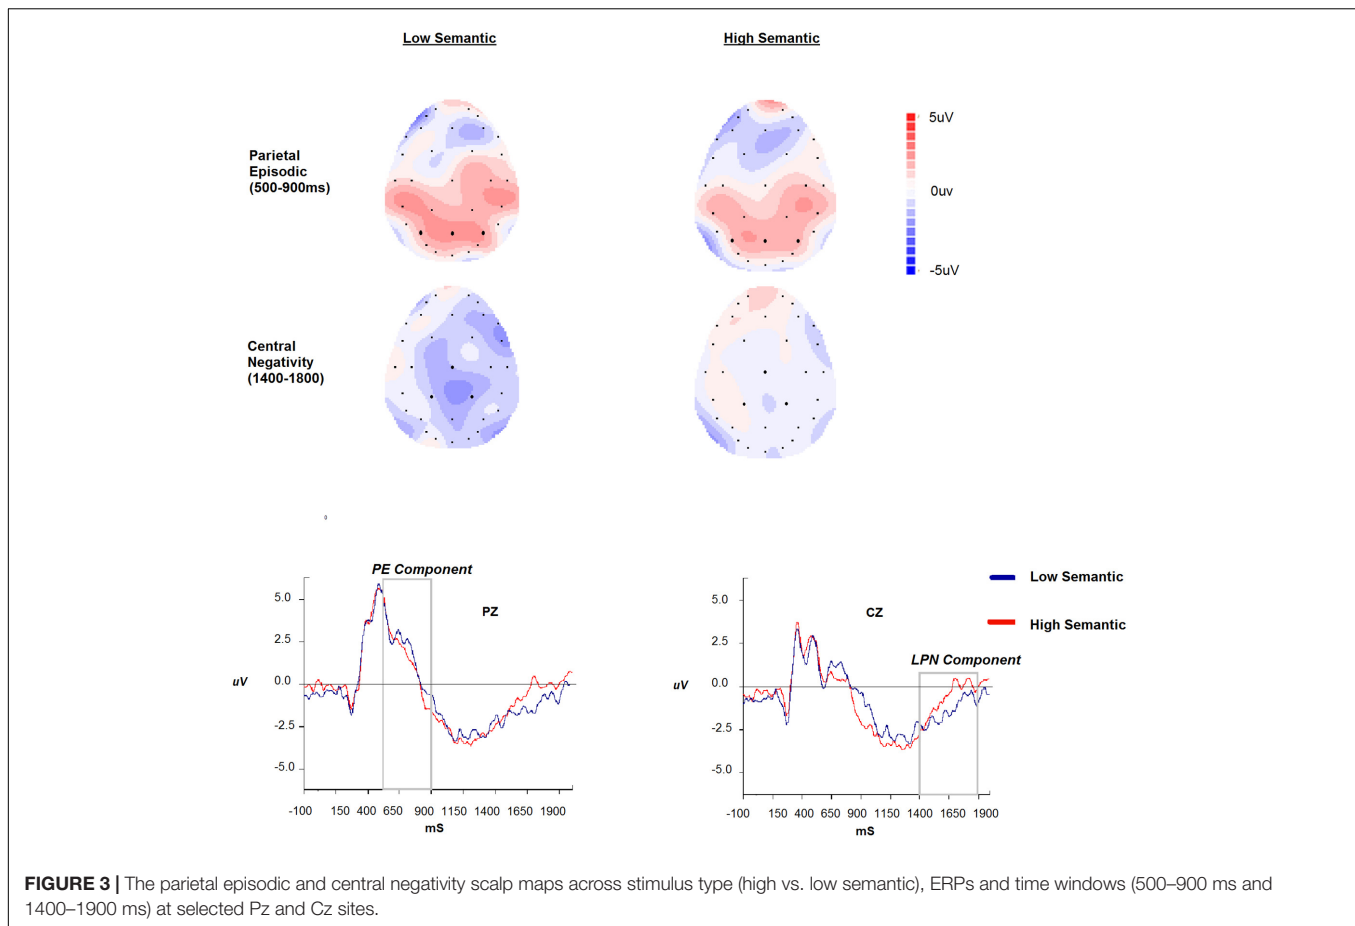 Low Semantic
High Semantic
Parietal
Episodic
(500-900ms)
5uV
0uv
-5uV
Central
Negativity
(1400-1800)
0
PE Component
PZ
5.0
2.5
0.0
-2.5
-5.0
uV
-100 150 400 650 900 1150 1400 1650 1900
mS
CZ
LPN Component
5.0
2.5
0.0
-2.5
-5.0
uV
-100 150 400 650 900 1150 1400 1650 1900
mS
Low Semantic
High Semantic
FIGURE 3 | The parietal episodic and central negativity scalp maps across stimulus type (high vs. low semantic), ERPs and time windows (500–900 ms and
1400–1900 ms) at selected Pz and Cz sites.